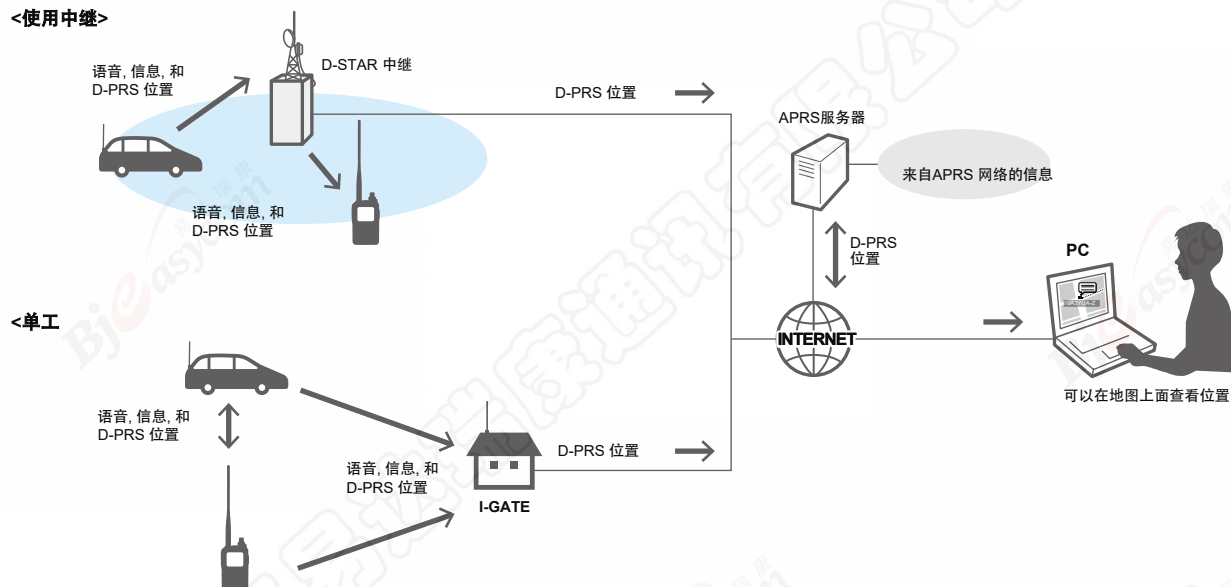 <使用中继>
语音, 信息, 和
D-PRS 位置
D-STAR 中继
D-PRS 位置
语音, 信息, 和
D-PRS 位置
APRS服务器
来自APRS 网络的信息
D-PRS
位置
PC
INTERNET
可以在地图上面查看位置
<单工
语音, 信息, 和
D-PRS 位置
语音, 信息, 和
D-PRS 位置
I-GATE
D-PRS 位置
BjEasycom